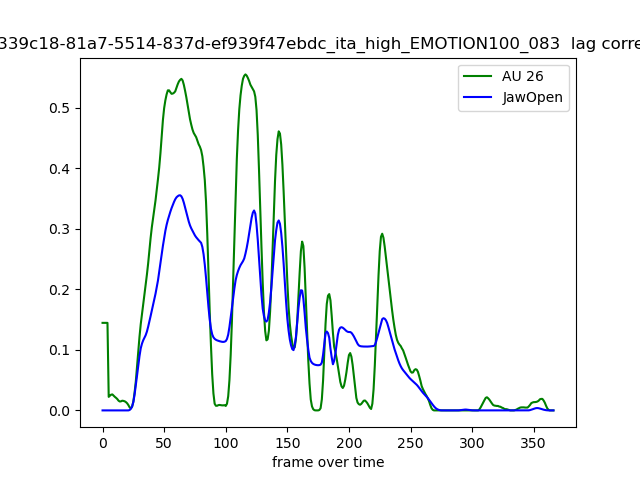 339c18-81a7-5514-837d-ef939f47ebdc_ita_high_EMOTION100_083 lag corre
AU 26
JawOpen
0.5
0.4
0.3
0.2
0.1
0.0
0 50 100 150 200 250 300 350
frame over time